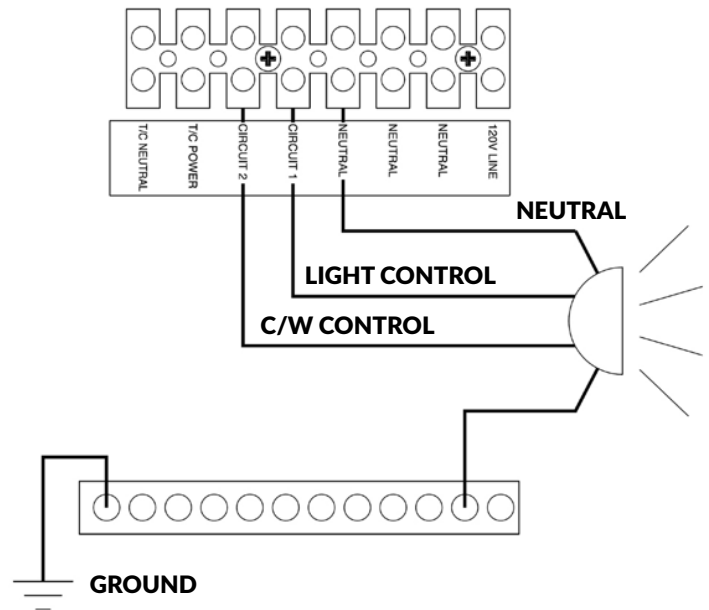 T/C NEUTRAL
T/C POWER
CIRCUIT 2
CIRCUIT 1
NEUTRAL
NEUTRAL
NEUTRAL
120V LINE
NEUTRAL
LIGHT CONTROL
C/W CONTROL
GROUND